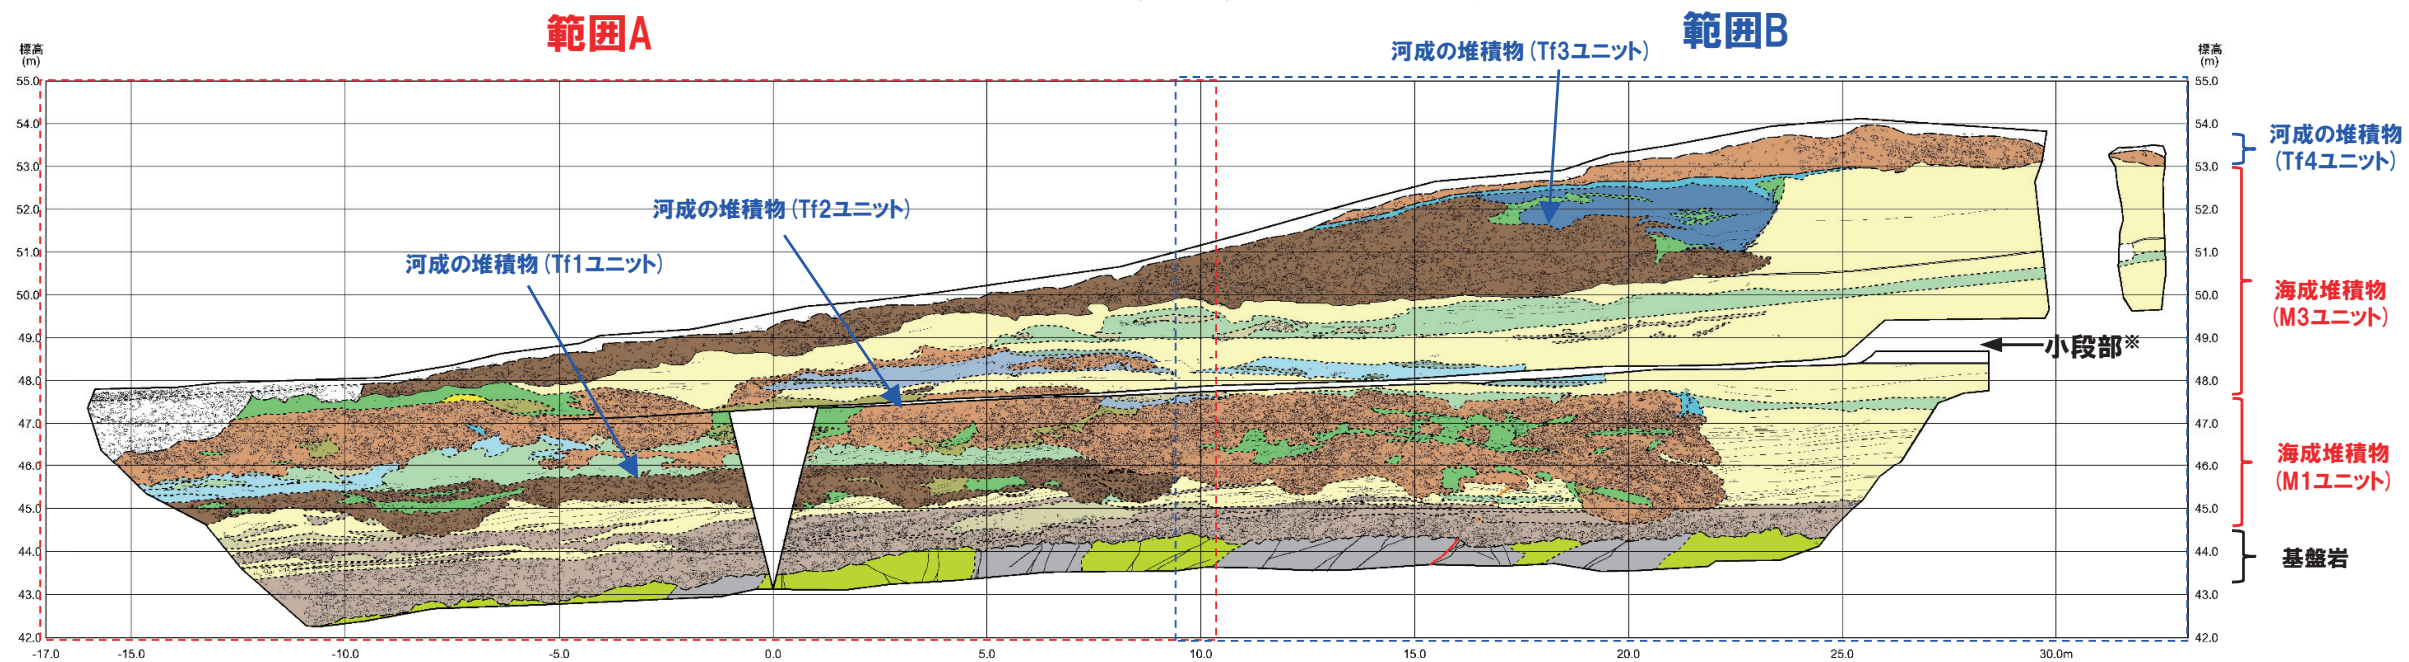 範囲A
範囲B
河成の堆積物(Tf3ユニット)
標高
(m)
標高
(m)
55.0
54.0
53.0
52.0
51.0
50.0
49.0
48.0
47.0
46.0
45.0
44.0
43.0
42.0
河成の堆積物(Tf2ユニット)
河成の堆積物(Tf1ユニット)
55.0
54.0
53.0
52.0
51.0
50.0
49.0
48.0
47.0
46.0
45.0
44.0
43.0
42.0
河成の堆積物
(Tf4ユニット)
海成堆積物
(M3ユニット)
小段部※
海成堆積物
(M1ユニット)
基盤岩
-17.0 -15.0 -10.0 -5.0 0.0 5.0 10.0 15.0 20.0 25.0 30.0m